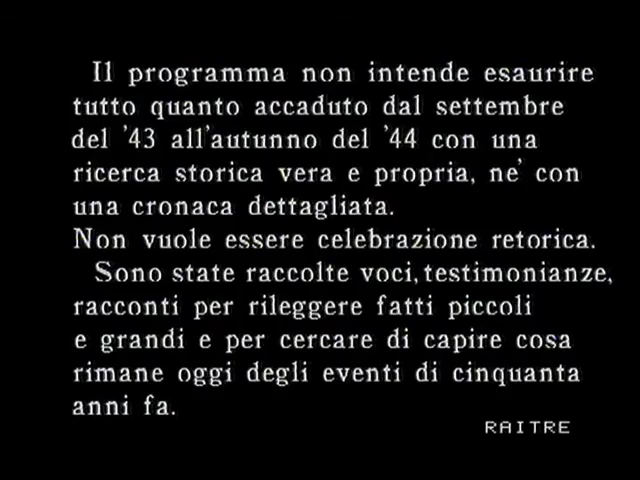 Il programma non intende esaurire
tutto quanto accaduto dal settembre
del '43 all'autunno del '44 con una
ricerca storica vera e propria, ne' con
una cronaca dettagliata.
Non vuole essere celebrazione retorica.
Sono state raccolte voci, testimonianze,
racconti per rileggere fatti piccoli
e grandi e per cercare di capire cosa
rimane oggi degli eventi di cinquanta
anni fa.
RAITRE